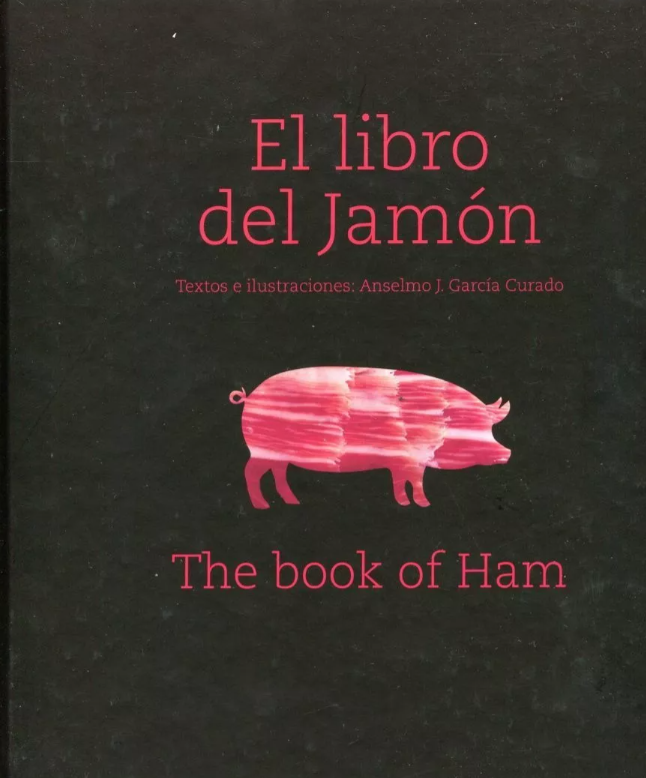 El libro
del Jamón
Textos e ilustraciones: Anselmo J. García Curado
The book of Ham